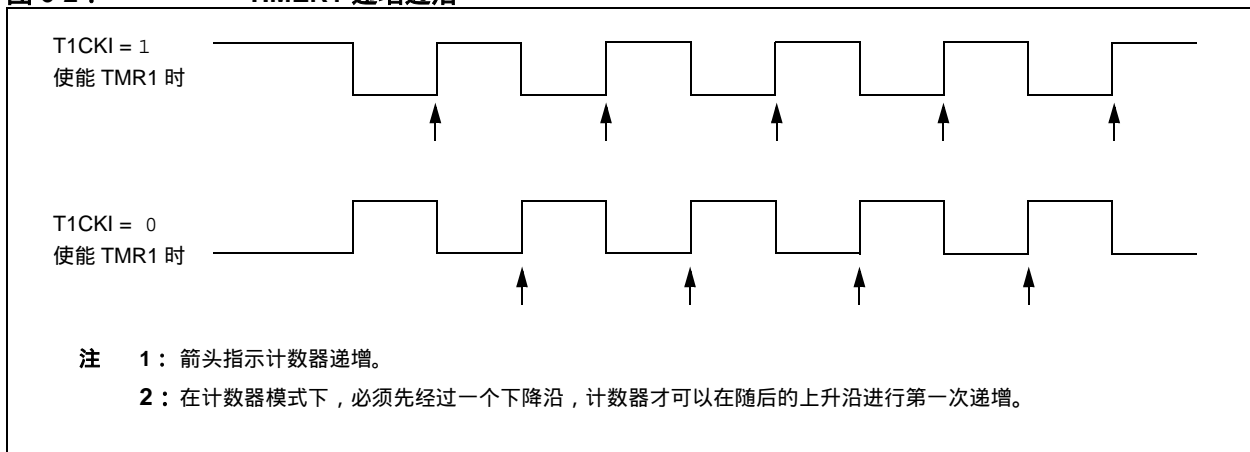 T1CKI = 1
使能 TMR1 时
T1CKI = 0
使能 TMR1 时
注 1：箭头指示计数器递增。
2：在计数器模式下，必须先经过一个下降沿，计数器才可以在随后的上升沿进行第一次递增。